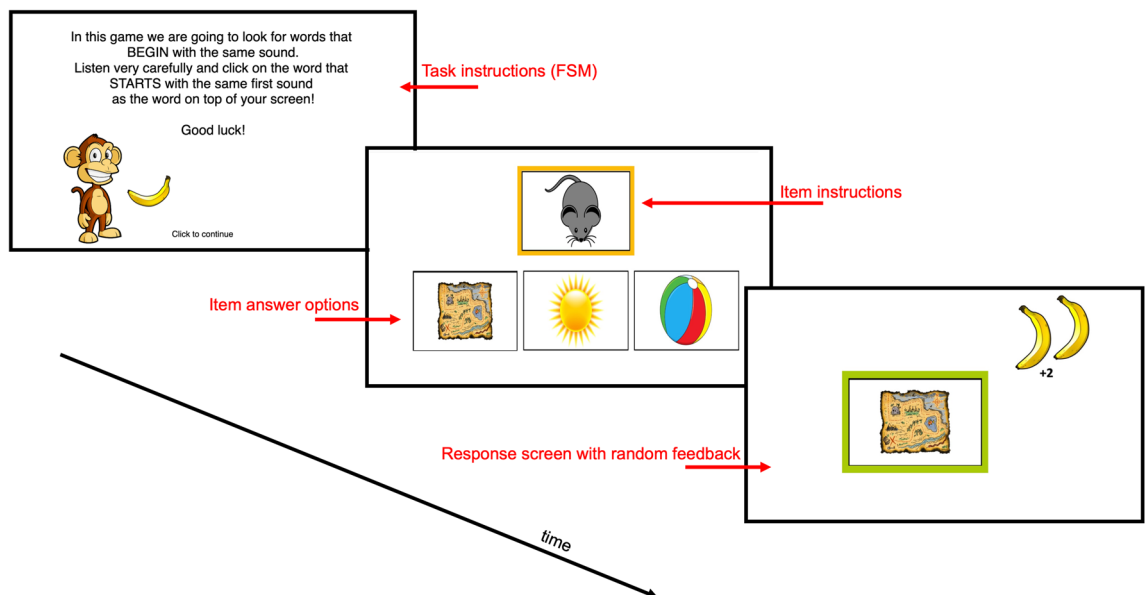 In this game we are going to look for words that
BEGIN with the same sound.
Listen very carefully and click on the word that
STARTS with the same first sound
as the word on top of your screen!
Good luck!
Click to continue
Task instructions (FSM)
Item instructions
Item answer options
+2
Response screen with random feedback
time